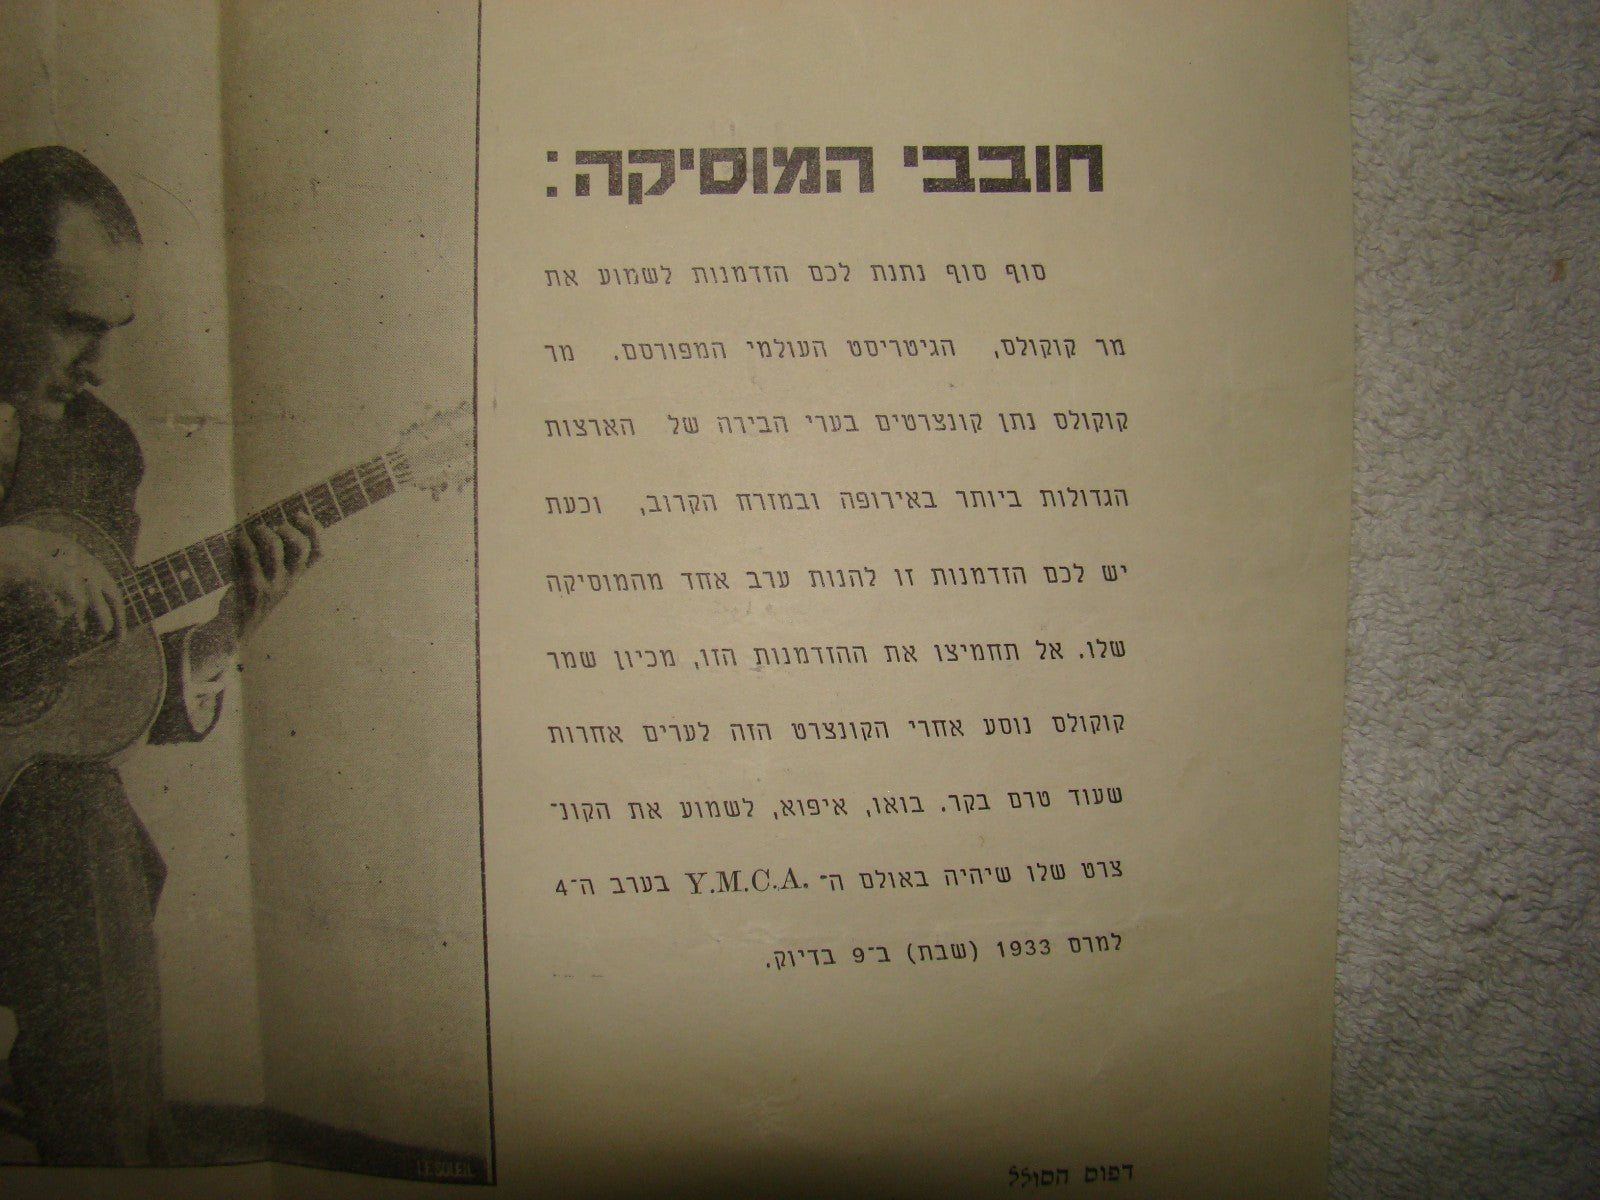 חובבי המוסיקה:
סוף סוף נתנת לכם הזדמנות לשמוע את
מר קוקולס, הגיטריסט העולמי המפורסם. מר
קוקולס נתן קונצרטים בערי הבירה של הארצות
הגדולות ביותר באירופה ובמזרח הקרוב, וכעת
יש לכם הזדמנות זו להנות ערב אחד מהמוסיקה
שלו. אל תחמיצו את ההזדמנות הזו, מכיון שמר
קוקולס נוסע אחרי הקונצרט הזה לערים אחרות
שעוד טרם בקר. בואו, איפוא, לשמוע את הקונ־
צרט שלו שיהיה באולם ה־ Y.M.C.A. בערב ה־4
למרס 1933 (שבת) ב־9 בדיוק.
דפוס הסולל
LE SOLEIL